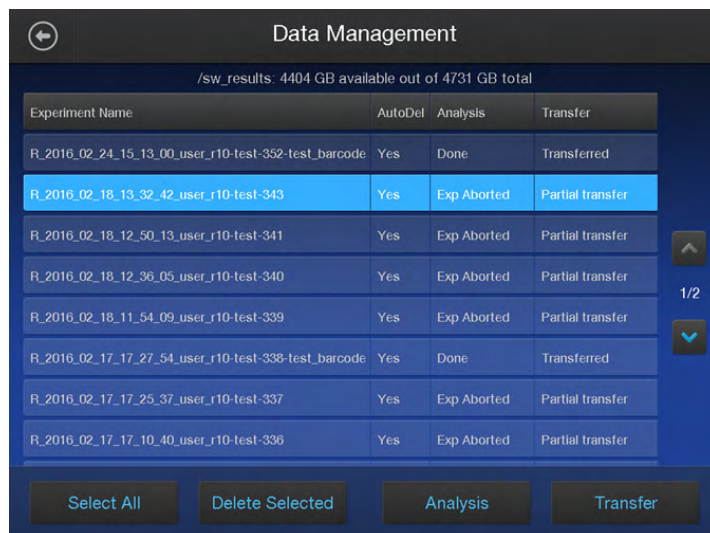 Data Management
/sw_results: 4404 GB available out of 4731 GB total
Experiment Name AutoDel Analysis Transfer
R_2016_02_24_15_13_00_user_r10-test-352-test_barcode Yes Done Transferred
R_2016_02_18_13_32_42_user_r10-test-343 Yes Exp Aborted Partial transfer
R_2016_02_18_12_50_13_user_r10-test-341 Yes Exp Aborted Partial transfer
R_2016_02_18_12_36_05_user_r10-test-340 Yes Exp Aborted Partial transfer
R_2016_02_18_11_54_09_user_r10-test-339 Yes Exp Aborted Partial transfer
1/2
R_2016_02_17_17_27_54_user_r10-test-338-test_barcode Yes Done Transferred
R_2016_02_17_17_25_37_user_r10-test-337 Yes Exp Aborted Partial transfer
R_2016_02_17_17_10_40_user_r10-test-336 Yes Exp Aborted Partial transfer
Select All Delete Selected Analysis Transfer